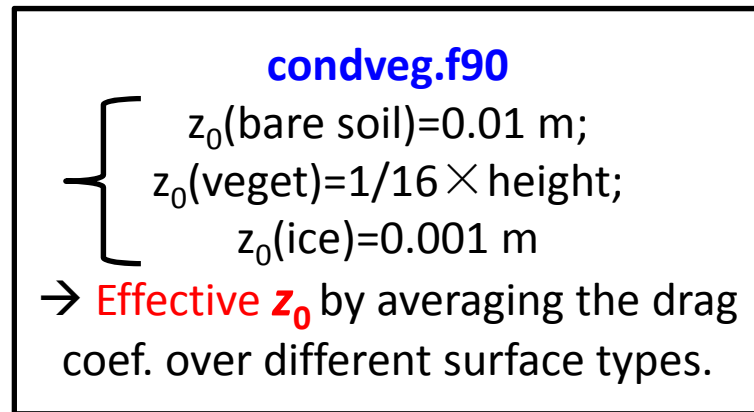 condveg.f90
z₀(bare soil)=0.01 m;
z₀(veget)=1/16×height;
z₀(ice)=0.001 m
→ Effective z₀ by averaging the drag
coef. over different surface types.